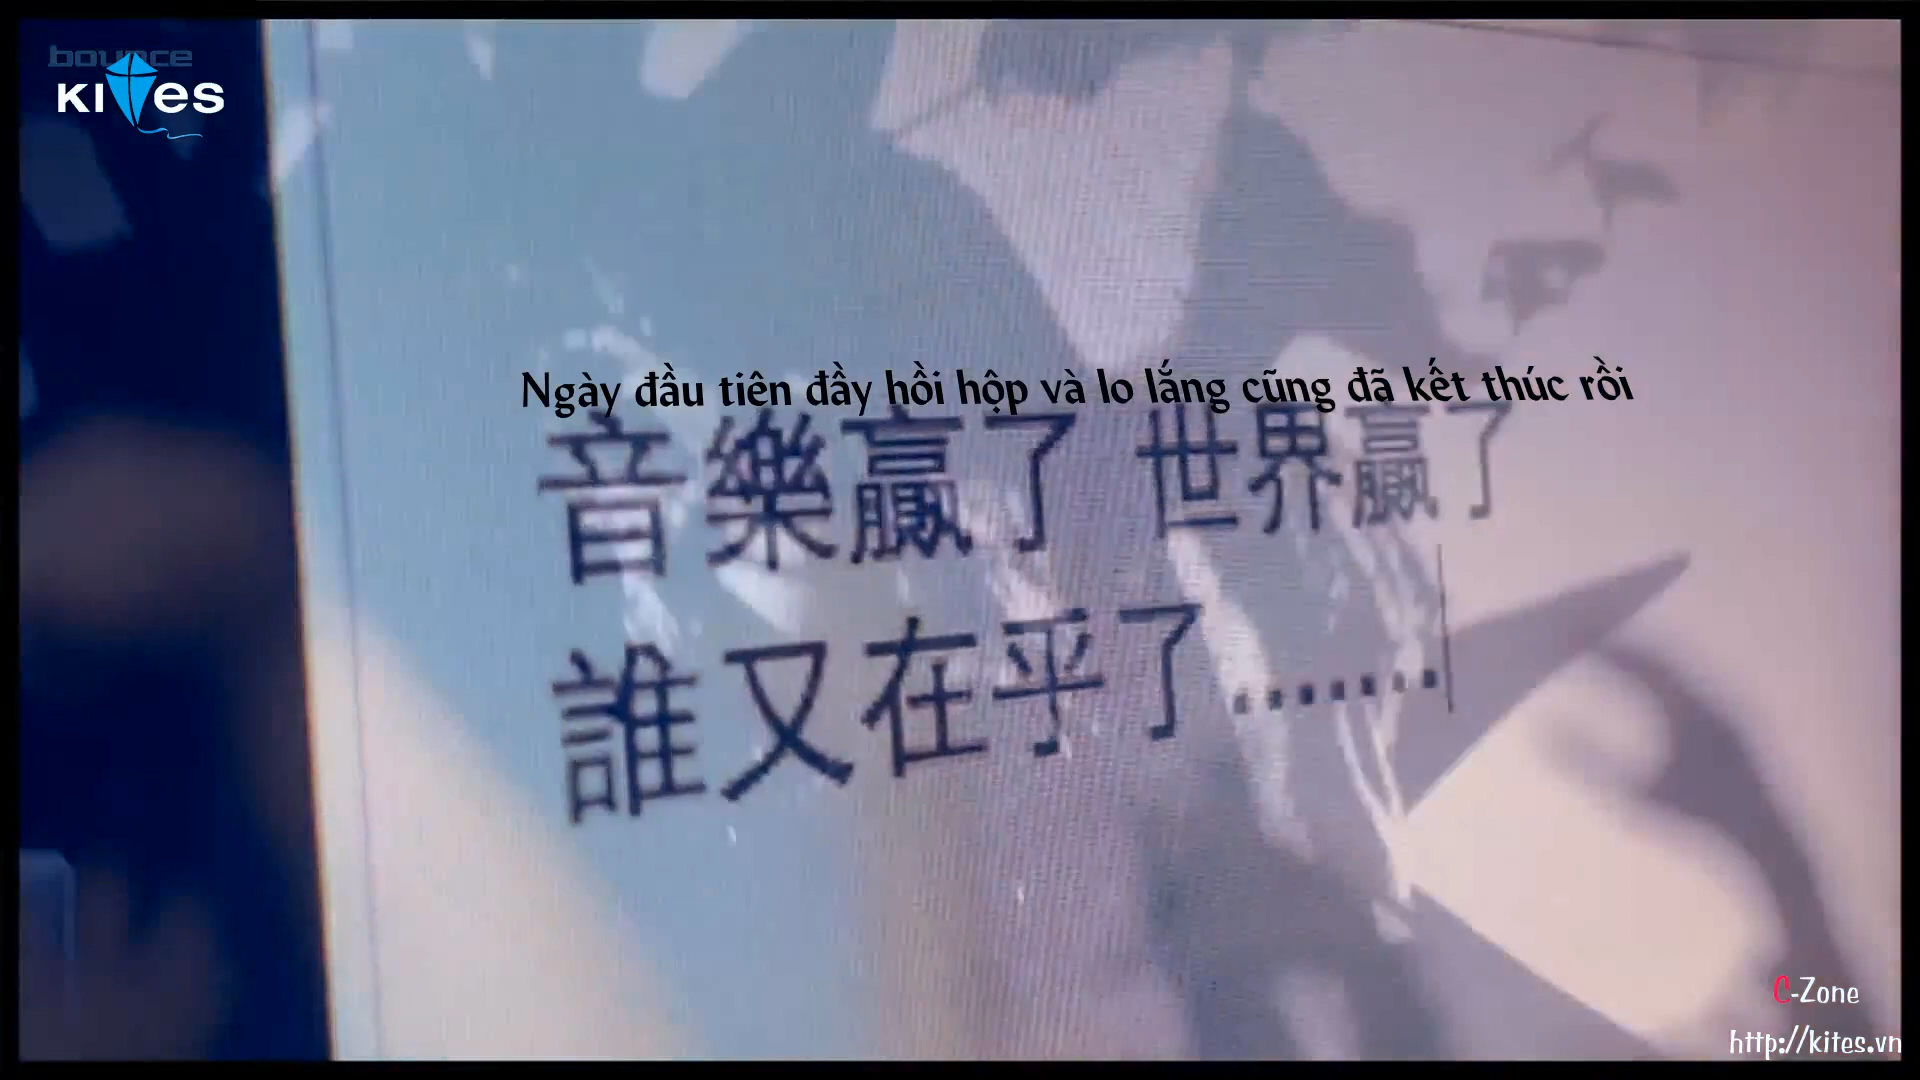 bounce
KITES
Ngày đầu tiên đầy hồi hộp và lo lắng cũng đã kết thúc rồi
音樂贏了 世界贏了
誰又在乎了.......
C-Zone
http://kites.vn